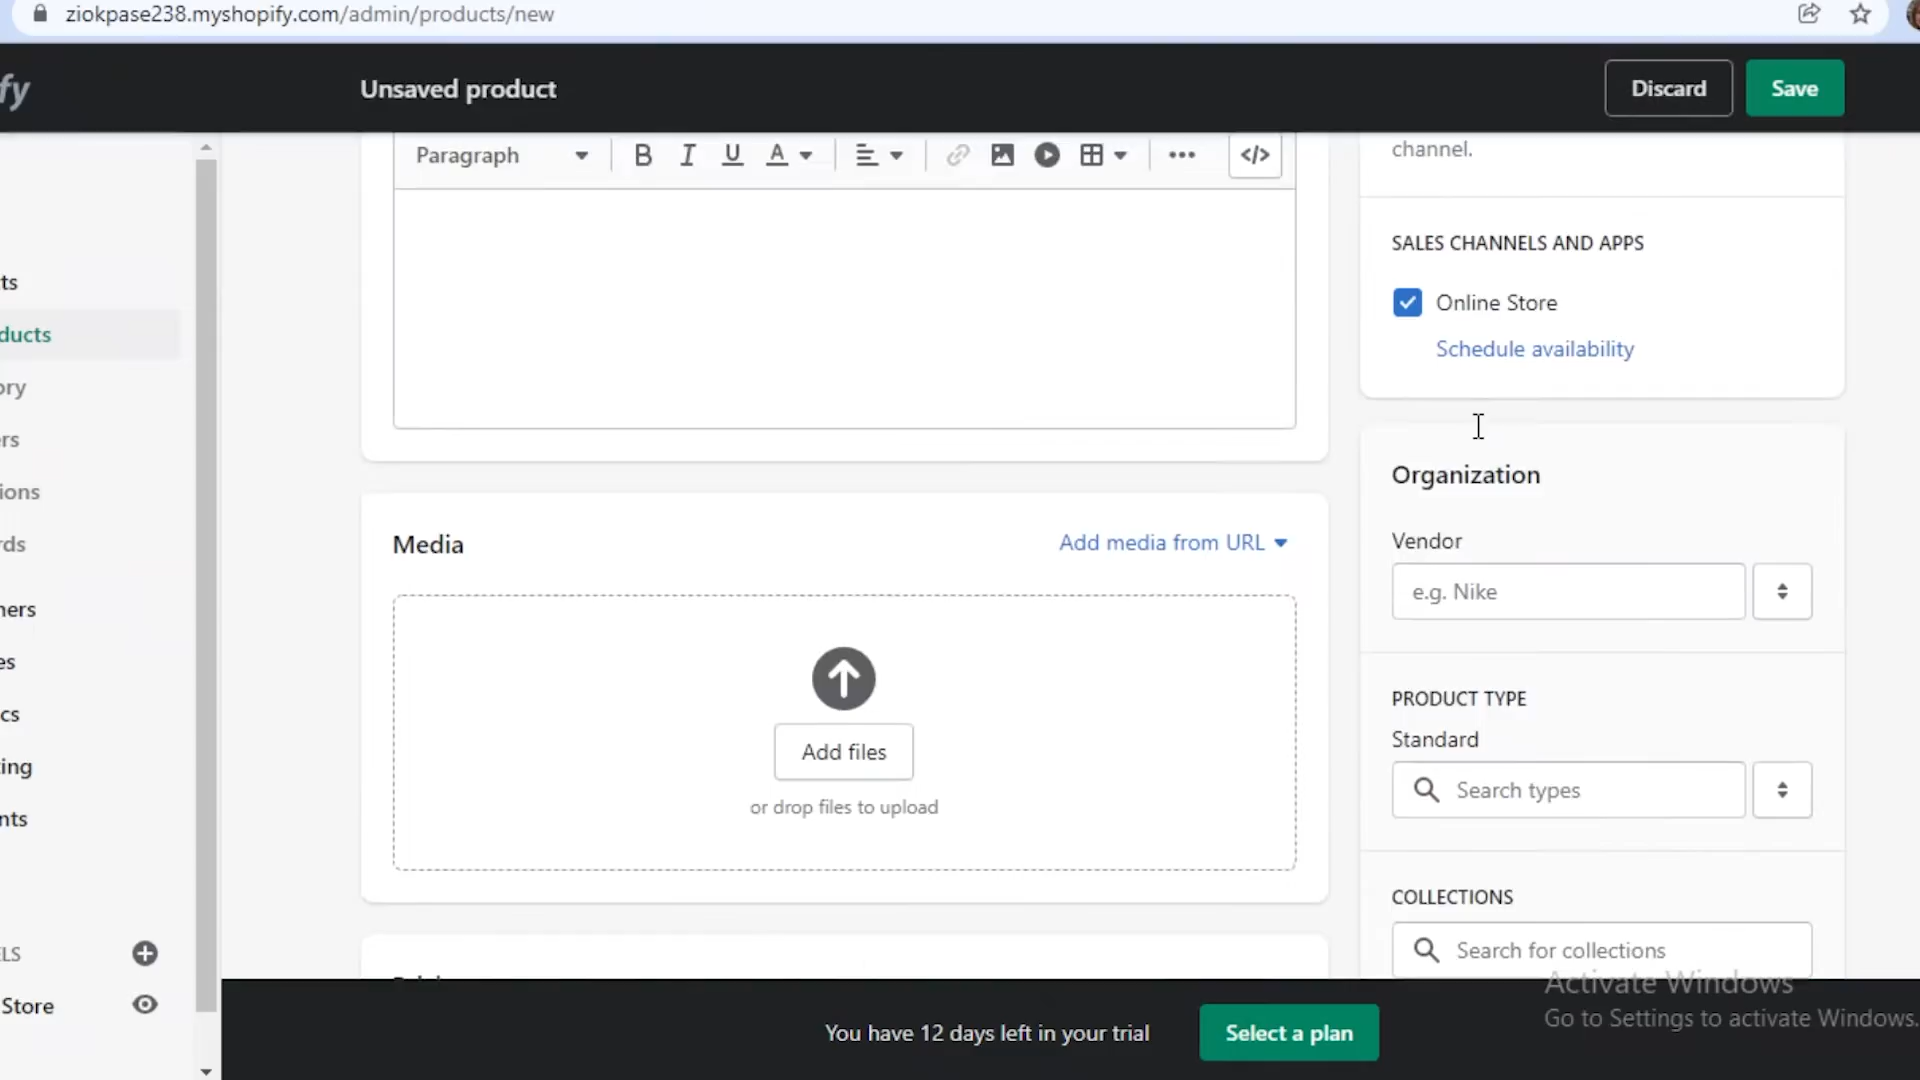 ziokpase238.myshopify.com/admin/products/new
fy
Unsaved product
Discard
Save
Paragraph
B I U A
</>
channel.
SALES CHANNELS AND APPS
Online Store
Schedule availability
ts
ducts
ory
ers
ions
rds
ners
es
cs
ing
nts
ELS
Store
Media
Add media from URL
Add files
or drop files to upload
Organization
Vendor
e.g. Nike
PRODUCT TYPE
Standard
Search types
COLLECTIONS
Search for collections
Activate Windows
Go to Settings to activate Windows.
You have 12 days left in your trial
Select a plan